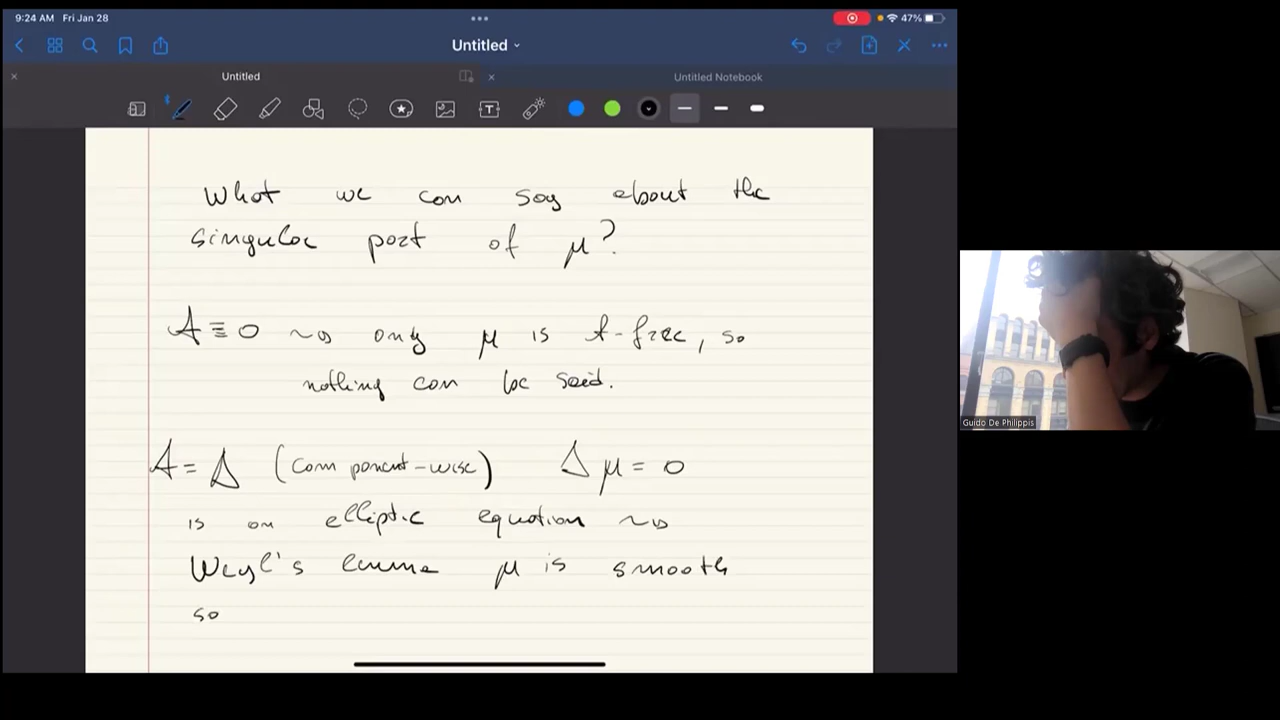 9:24 AM Fri Jan 28
47%
Untitled
Untitled
Untitled Notebook
What we can say about the
singular part of μ?
A ≡ 0 ⇝ any μ is A-free, so
nothing can be said.
A = Δ (component-wise) Δμ = 0
is an elliptic equation ⇝
Weyl's lemma μ is smooth
so
Guido De Philippis